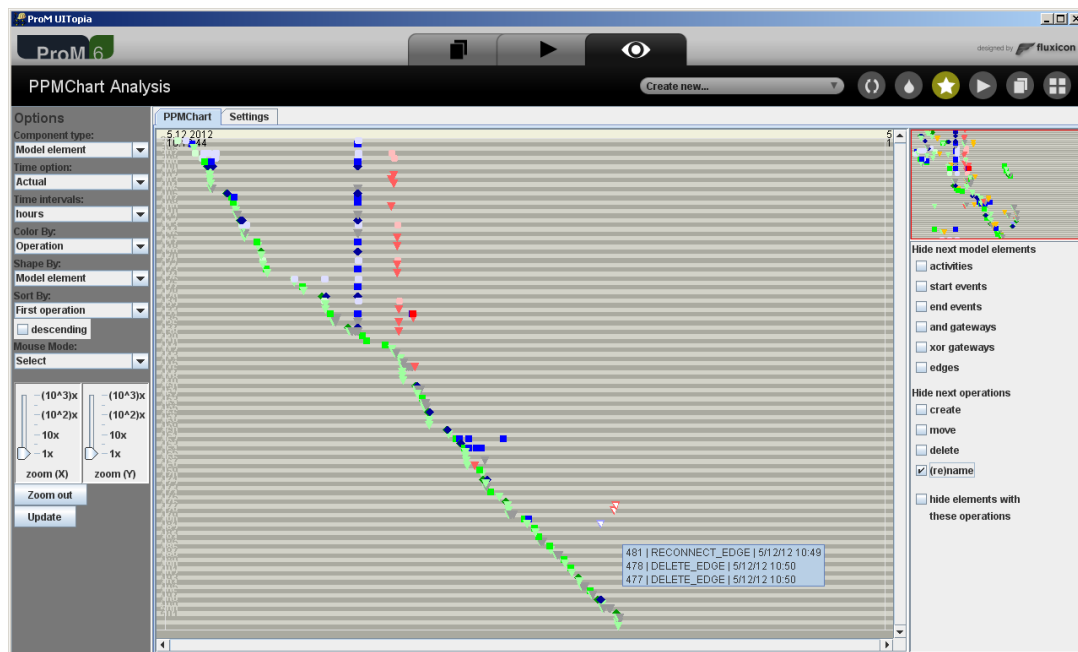 ProM UITopia
ProM 6
designed by fluxicon
PPMChart Analysis
Create new...
Options
Component type:
Model element
Time option:
Actual
Time intervals:
hours
Color By:
Operation
Shape By:
Model element
Sort By:
First operation
descending
Mouse Mode:
Select
(10^3)x
(10^2)x
10x
1x
zoom (X)
(10^3)x
(10^2)x
10x
1x
zoom (Y)
Zoom out
Update
PPMChart Settings
5.12.2012
5
1
481 | RECONNECT_EDGE | 5/12/12 10:49
478 | DELETE_EDGE | 5/12/12 10:50
477 | DELETE_EDGE | 5/12/12 10:50
Hide next model elements
activities
start events
end events
and gateways
xor gateways
edges
Hide next operations
create
move
delete
(re)name
hide elements with
these operations